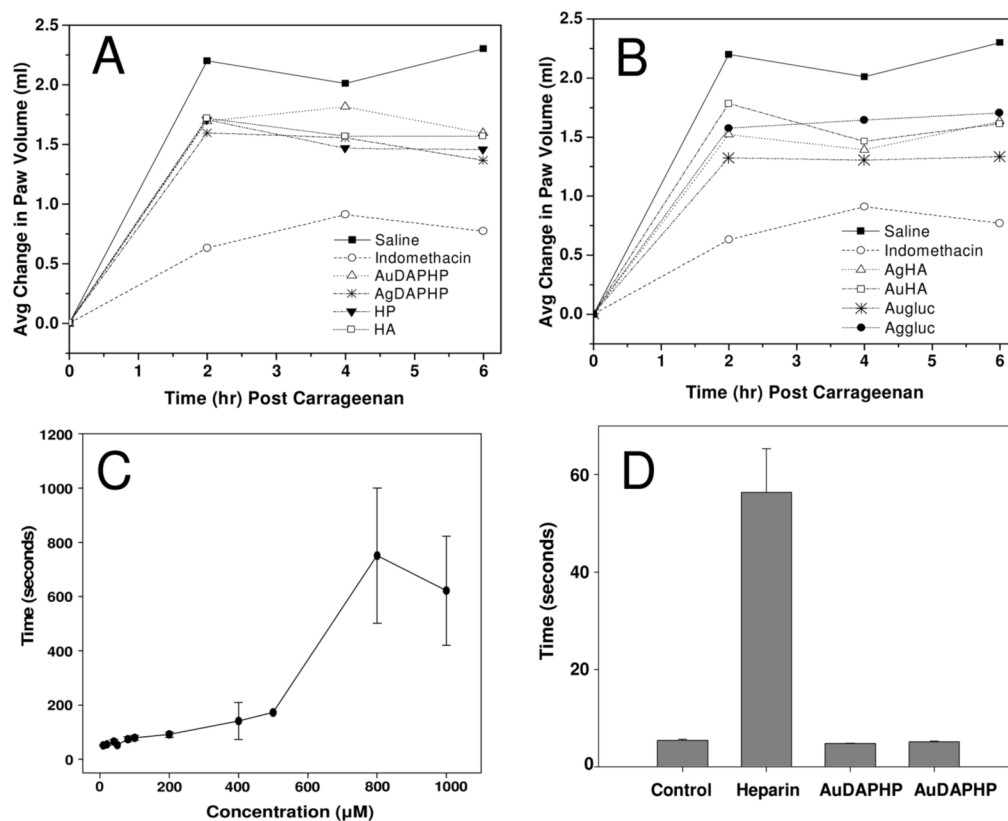 A
Avg Change in Paw Volume (ml)
2.5
2.0
1.5
1.0
0.5
0.0
0
2
4
6
Time (hr) Post Carrageenan
Saline
Indomethacin
AuDAPHP
AgDAPHP
HP
HA
B
Avg Change in Paw Volume (ml)
2.5
2.0
1.5
1.0
0.5
0.0
0
2
3
4
5
6
Time (hr) Post Carrageenan
Saline
Indomethacin
AgHA
AuHA
Augluc
Aggluc
C
Time (seconds)
1200
1000
800
600
400
200
0
0
200
400
600
800
1000
Concentration (µM)
D
Time (seconds)
60
40
20
0
Control
Heparin
AuDAPHP
AuDAPHP